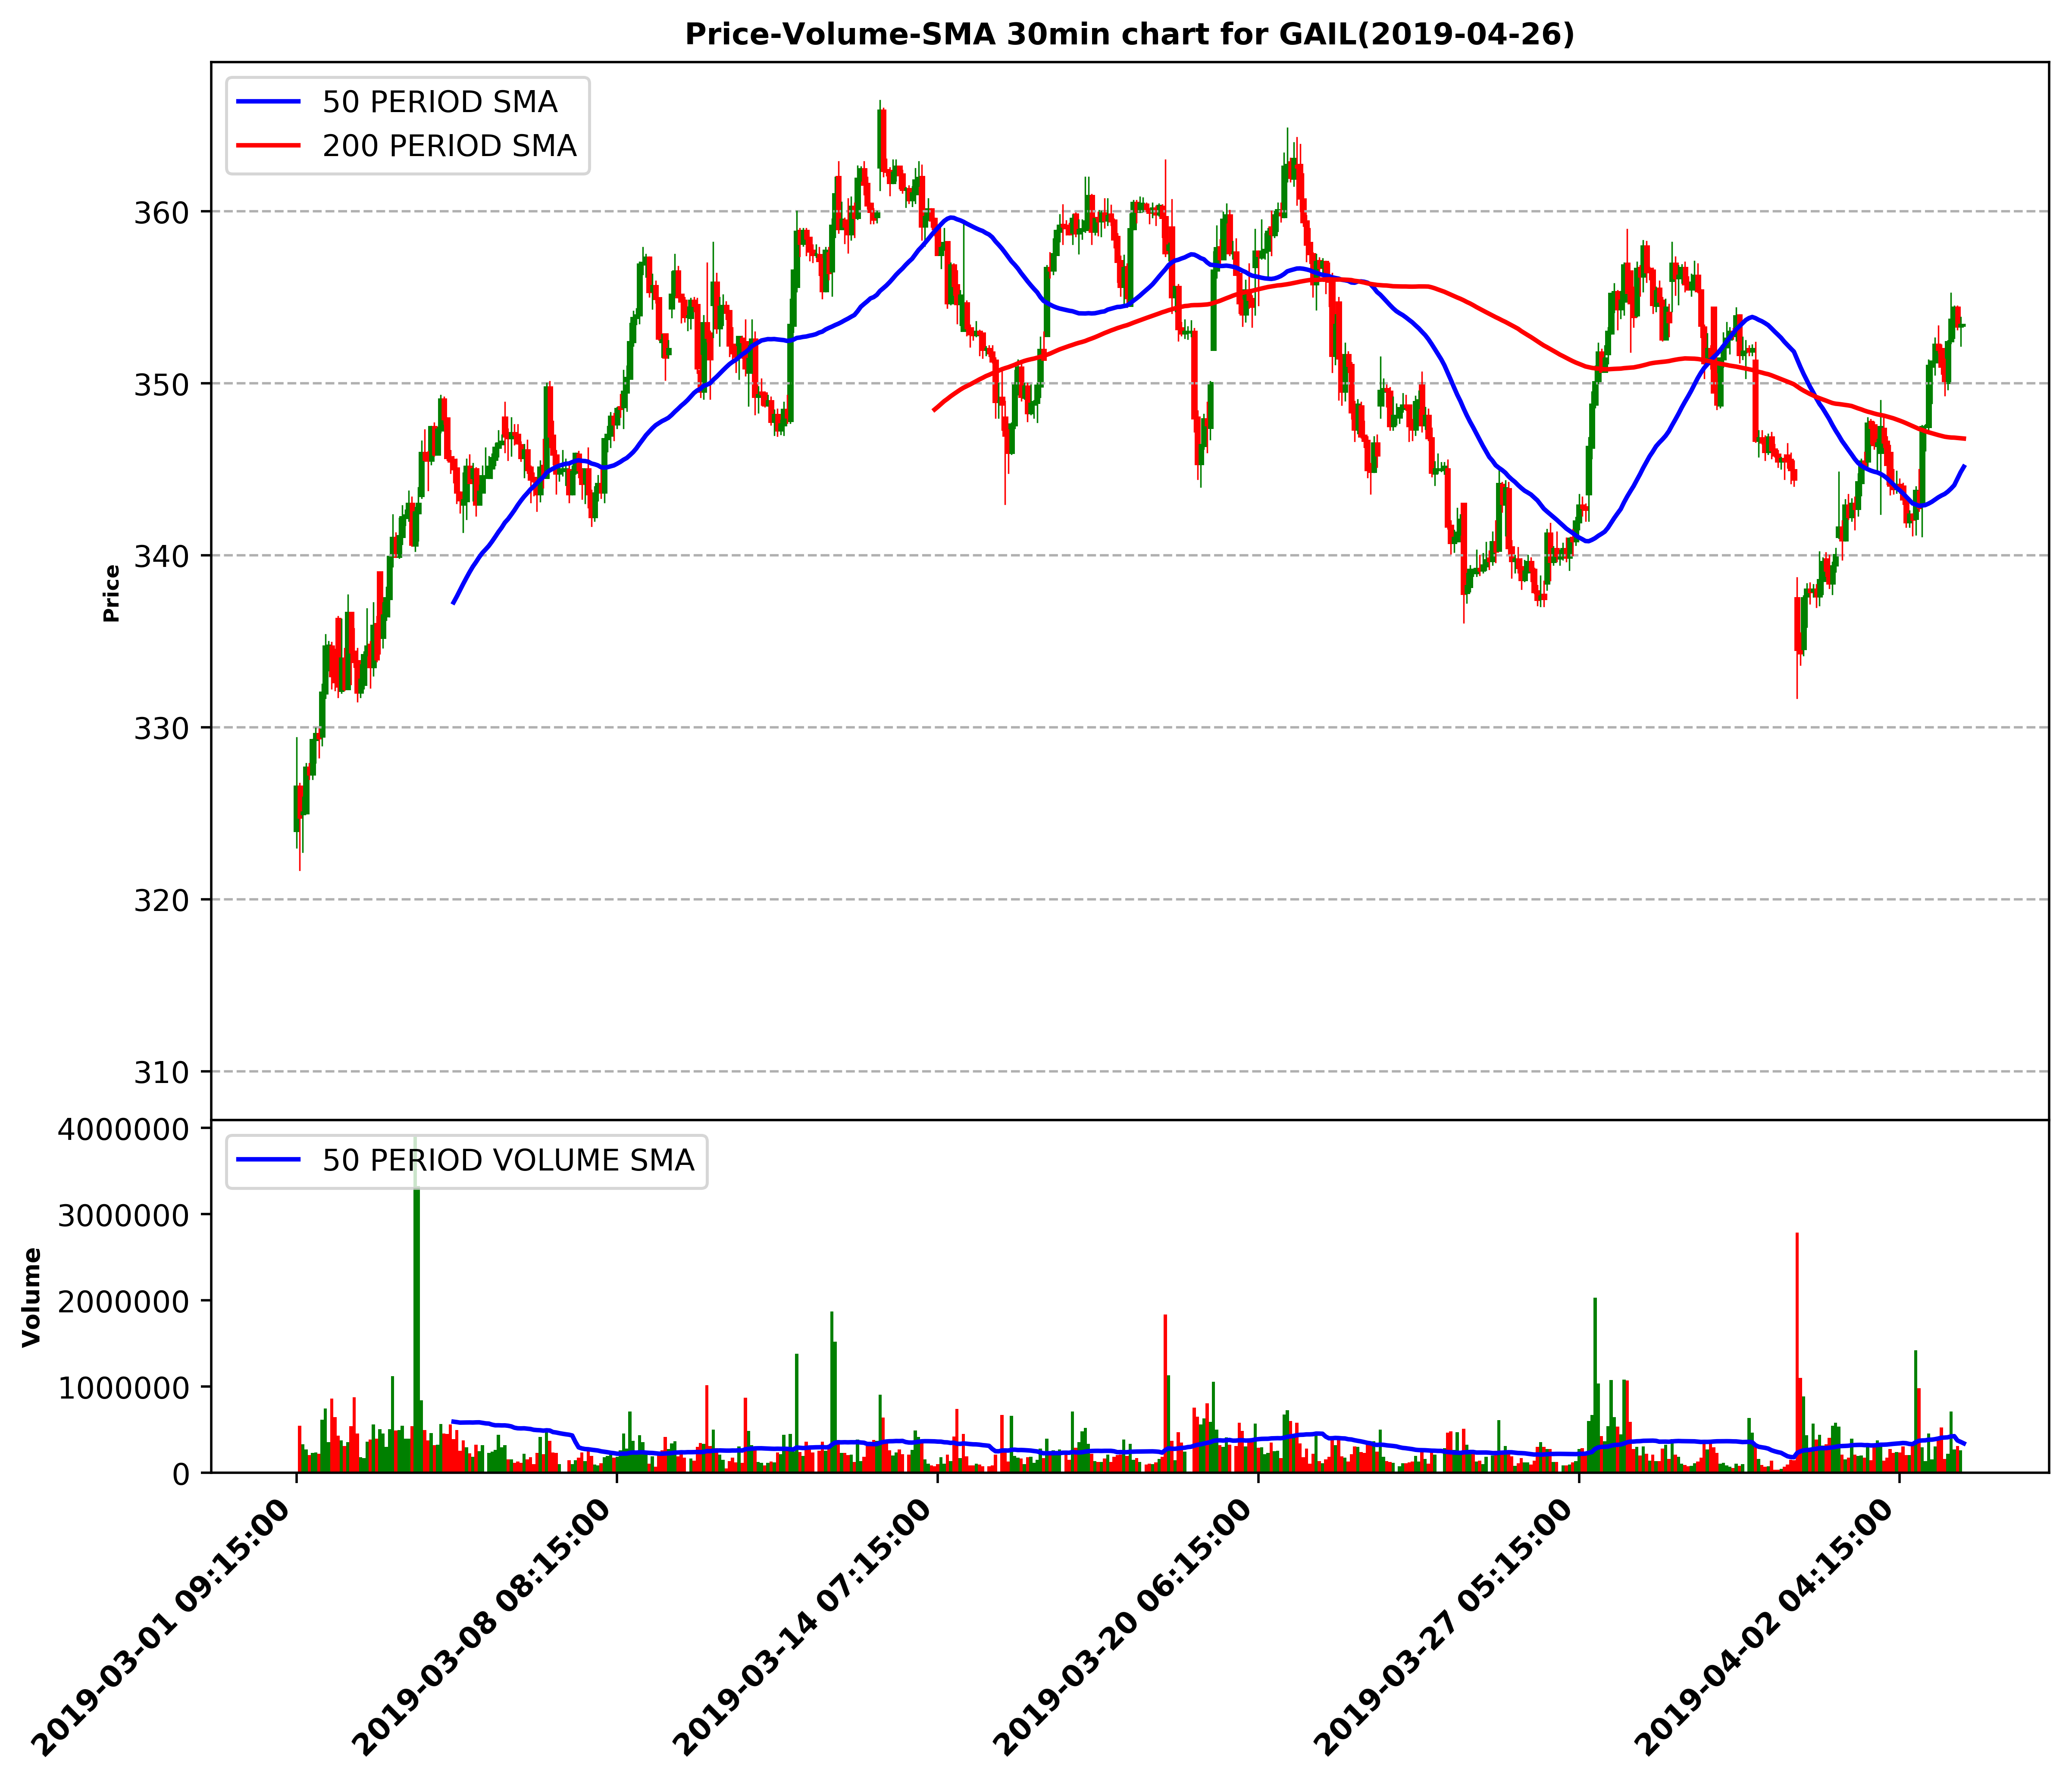 Price-Volume-SMA 30min chart for GAIL(2019-04-26)
50 PERIOD SMA
200 PERIOD SMA
360
350
340
330
320
310
Price
4000000
3000000
2000000
1000000
0
Volume
50 PERIOD VOLUME SMA
2019-03-01 09:15:00
2019-03-08 08:15:00
2019-03-14 07:15:00
2019-03-20 06:15:00
2019-03-27 05:15:00
2019-04-02 04:15:00